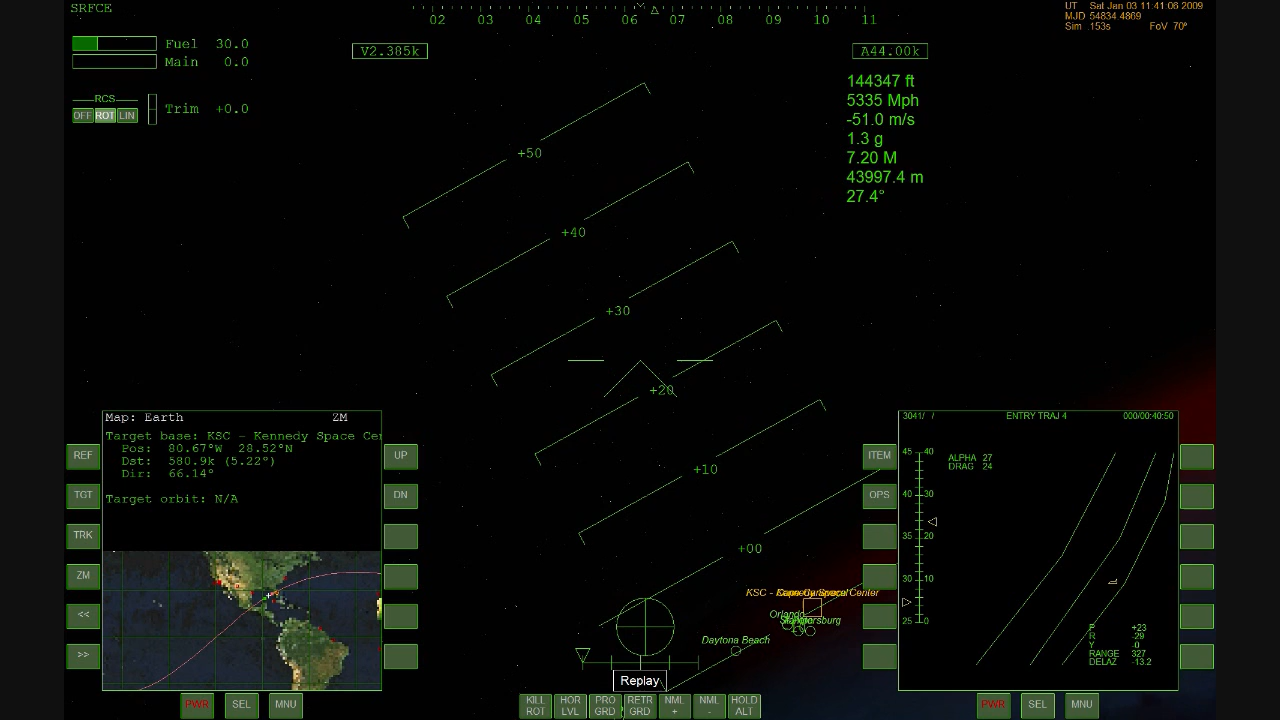 SRFCE
02 03 04 05 06 07 08 09 10 11
UT Sat Jan 03 11:41:06 2009
MJD 54834.4869
Sim .153s FoV 70°
Fuel 30.0
Main 0.0
RCS
OFF ROT LIN
Trim +0.0
V2.385k
A44.00k
144347 ft
5335 Mph
-51.0 m/s
1.3 g
7.20 M
43997.4 m
27.4°
+50
+40
+30
+20
+10
+00
KSC - Space Center
Orlando
Daytona Beach
Replay
Map: Earth ZM
Target base: KSC - Kennedy Space Cen
Pos: 80.67°W 28.52°N
Dst: 580.9k (5.22°)
Dir: 66.14°
Target orbit: N/A
REF
TGT
TRK
ZM
<<
>>
UP
DN
PWR SEL MNU
KILL ROT
HOR LVL
PRO GRD
RETR GRD
NML +
NML -
HOLD ALT
ITEM
OPS
3041/ / ENTRY TRAJ 4 000/00:40:50
ALPHA 27
DRAG 24
45 40
40 30
35 20
30 10
25 0
P +23
R -29
Y -0
RANGE 327
DELAZ -13.2
PWR SEL MNU